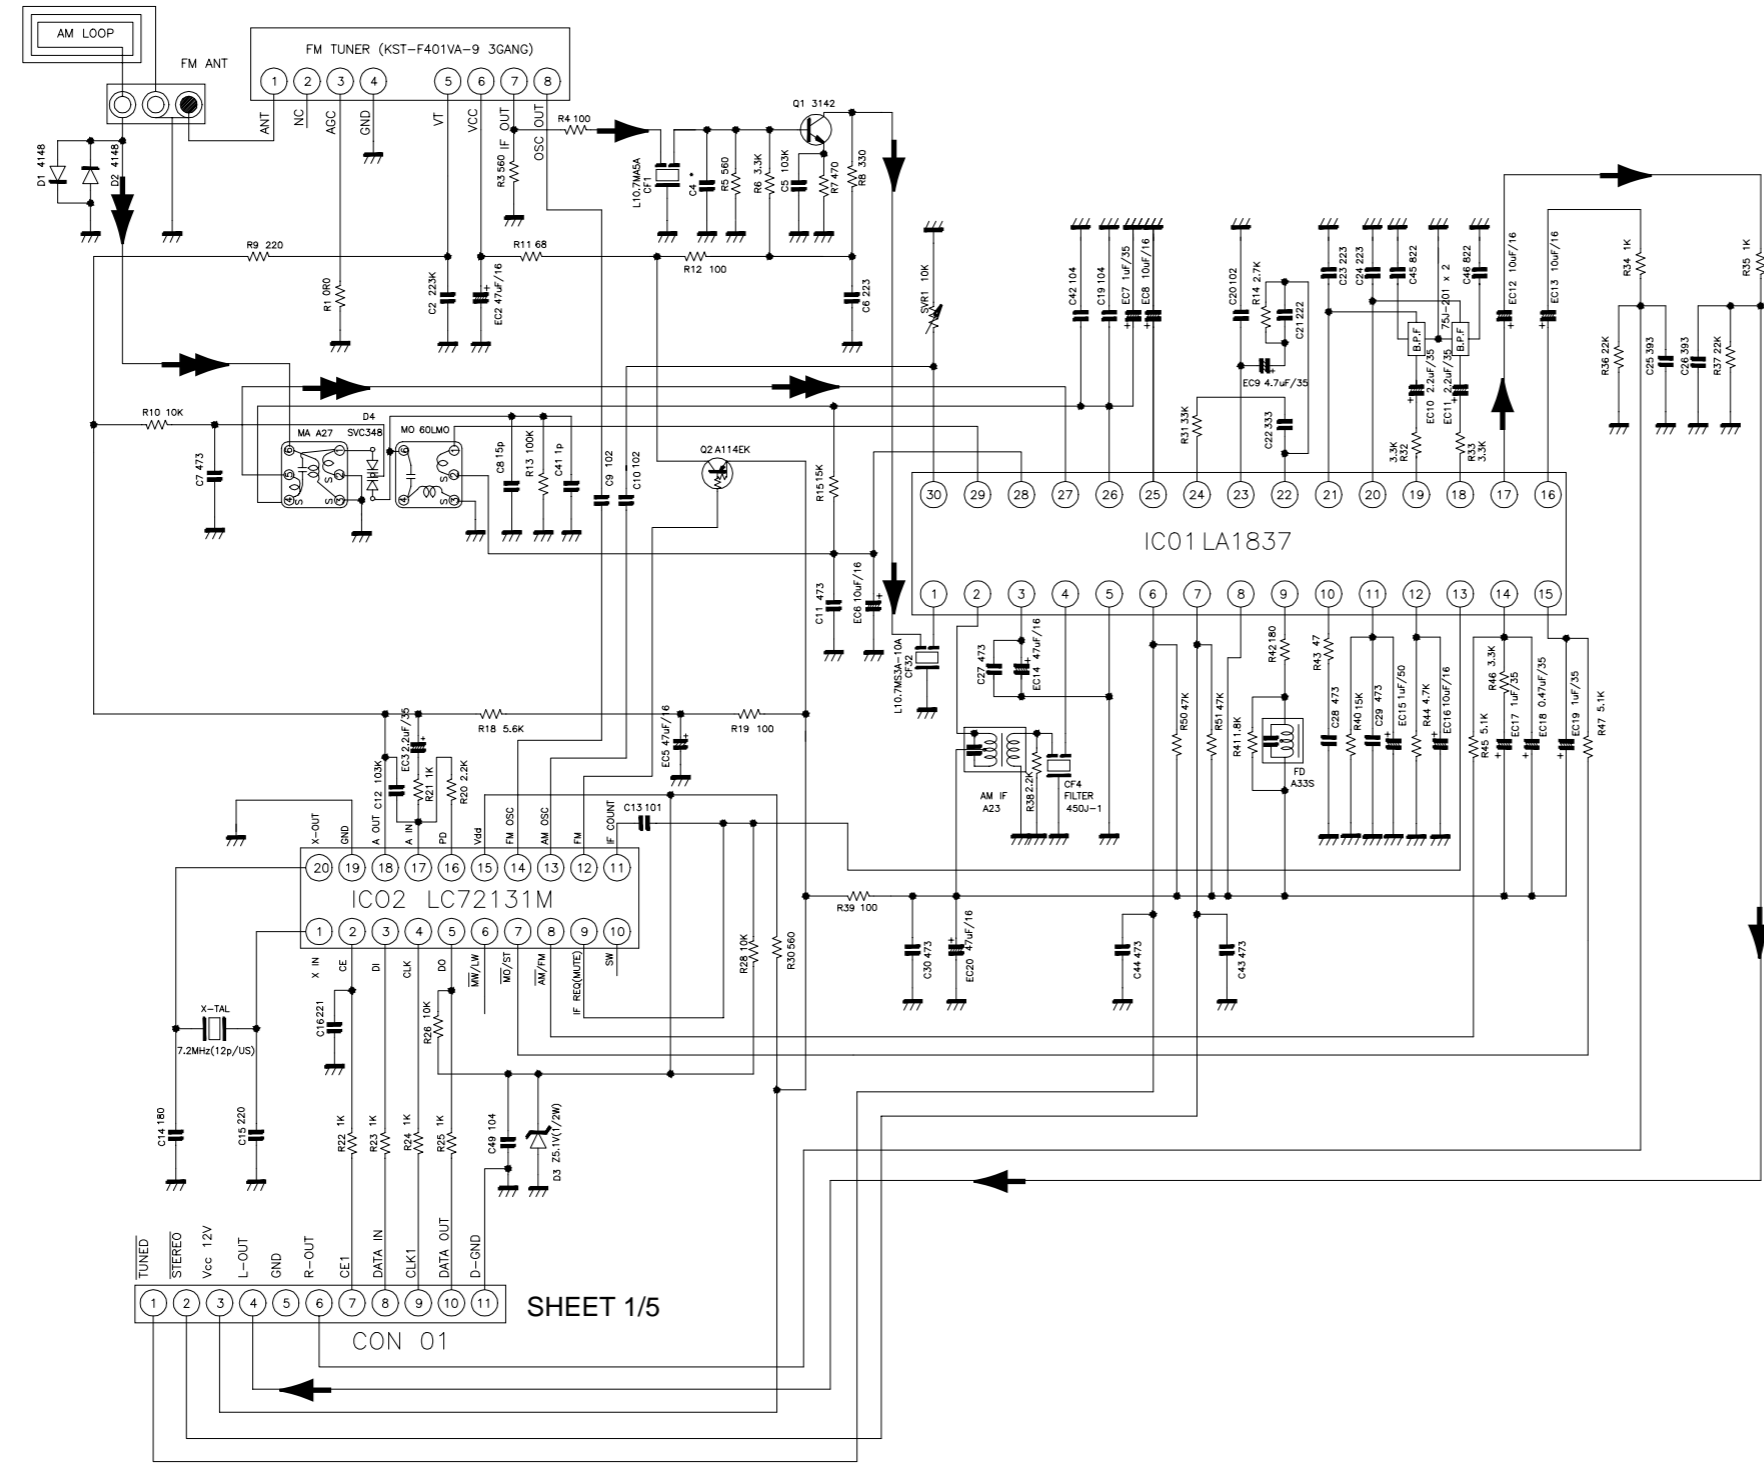 AM LOOP
FM ANT
FM TUNER (KST-F401VA-9 3GANG)
1 2 3 4 5 6 7 8
ANT
NC
AGC
GND
VT
VCC
IF OUT
OSC OUT
D1 4148
D2 4148
R3 560
R4 100
L10.7MA5A
CF1
C4 *
R5 560
R6 3.3K
C5 103K
Q1 3142
R7 470
R8 330
R9 220
R1 0R0
C2 223K
EC2 47uF/16
R11 68
R12 100
C6 223
SVR1 10K
C42 104
C19 104
EC7 1uF/35
EC8 10uF/16
C20 102
R14 2.7K
C21 222
EC9 4.7uF/35
C23 223
C24 223
C45 822
75J-201 x 2
C46 822
B.P.F
B.P.F
EC10 2.2uF/35
EC11 2.2uF/35
EC12 10uF/16
EC13 10uF/16
R34 1K
R35 1K
R36 22K
C25 393
C26 393
R37 22K
R10 10K
C7 473
MA A27
D4
SVC348
MO 60LMO
6 1 5 2 4 3 S S
6 1 2 4 3 S
C8 15p
R13 100K
C41 1p
C9 102
C10 102
Q2 A114EK
R15 15K
R31 33K
C22 333
3.3K
R32
R33
3.3K
30 29 28 27 26 25 24 23 22 21 20 19 18 17 16
IC01 LA1837
1 2 3 4 5 6 7 8 9 10 11 12 13 14 15
C11 473
EC6 10uF/16
L10.7MS3A-10A
CF32
C27 473
EC14 47uF/16
AM IF
A23
R38 2.2K
CF4
FILTER
450J-1
R50 47K
R51 47K
R42 180
R41 1.8K
FD
A33S
R43 47
C28 473
R40 15K
C29 473
EC15 1uF/50
R44 4.7K
EC16 10uF/16
R45 5.1K
R46 3.3K
EC17 1uF/35
EC18 0.47uF/35
EC19 1uF/35
R47 5.1K
R18 5.6K
EC5 47uF/16
R19 100
C12 103K
EC3 2.2uF/35
R21 1K
R20 2.2K
C13 101
X-OUT
GND
A OUT
A IN
PD
Vdd
FM OSC
AM OSC
FM
IF COUNT
20 19 18 17 16 15 14 13 12 11
IC02 LC72131M
1 2 3 4 5 6 7 8 9 10
X IN
CE
DI
CLK
DO
MW/LW
MO/ST
AM/FM
IF REQ(MUTE)
SW
R39 100
R28 10K
R30 560
C30 473
EC20 47uF/16
C44 473
C43 473
X-TAL
7.2MHz(12p/US)
C16 221
R26 10K
C14 180
C15 220
R22 1K
R23 1K
R24 1K
R25 1K
C49 104
D3 Z5.1V(1/2W)
TUNED
STEREO
Vcc 12V
L-OUT
GND
R-OUT
CE1
DATA IN
CLK1
DATA OUT
D-GND
1 2 3 4 5 6 7 8 9 10 11
SHEET 1/5
CON 01